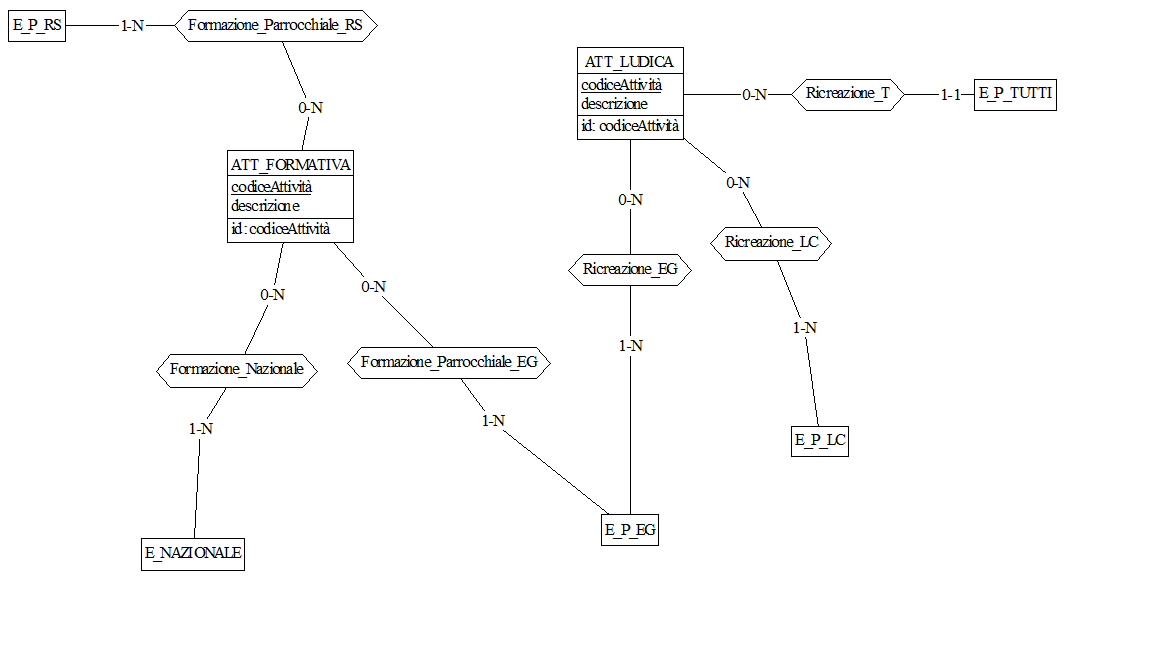 E_P_RS
1-N
Formazione_Parrocchiale_RS
0-N
ATT_FORMATIVA
codiceAttività
descrizione
id: codiceAttività
0-N
0-N
Formazione_Nazionale
Formazione_Parrocchiale_EG
1-N
1-N
E_NAZIONALE
ATT_LUDICA
codiceAttività
descrizione
id: codiceAttività
0-N
Ricreazione_T
1-1
E_P_TUTTI
0-N
0-N
Ricreazione_EG
Ricreazione_LC
1-N
1-N
E_P_LC
E_P_EG